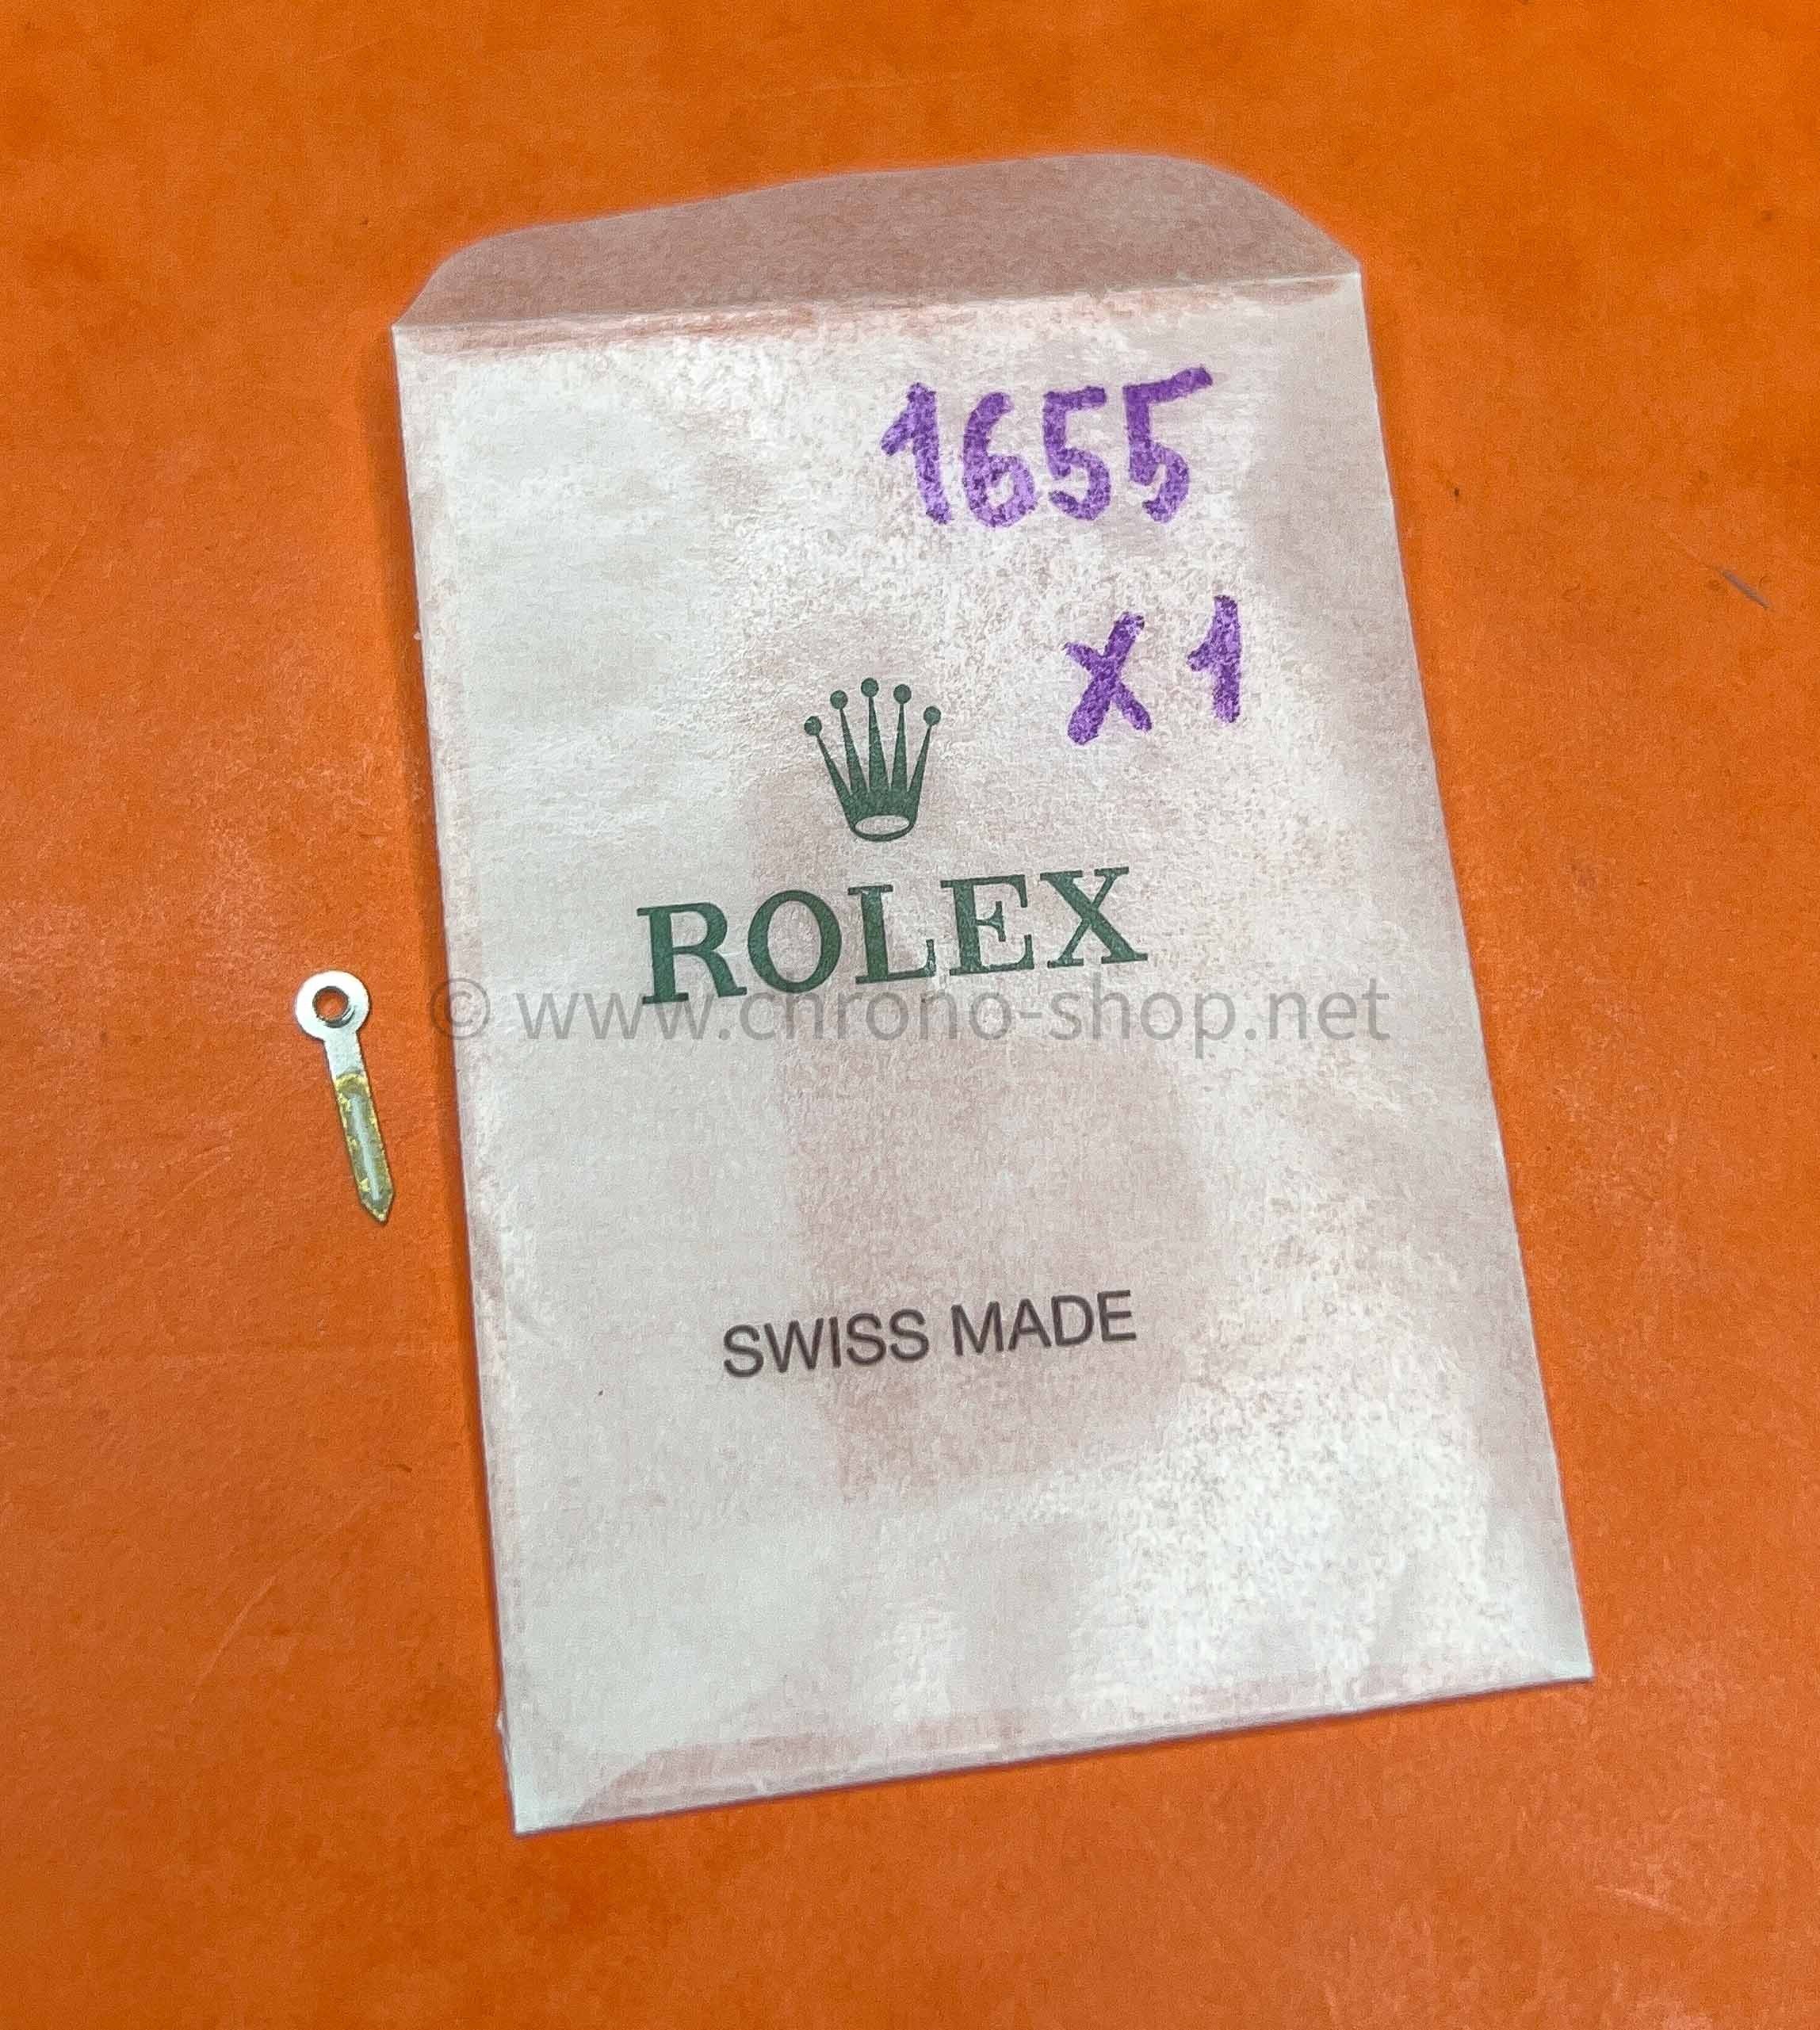 1655
x1
ROLEX
© www.chrono-shop.net
SWISS MADE